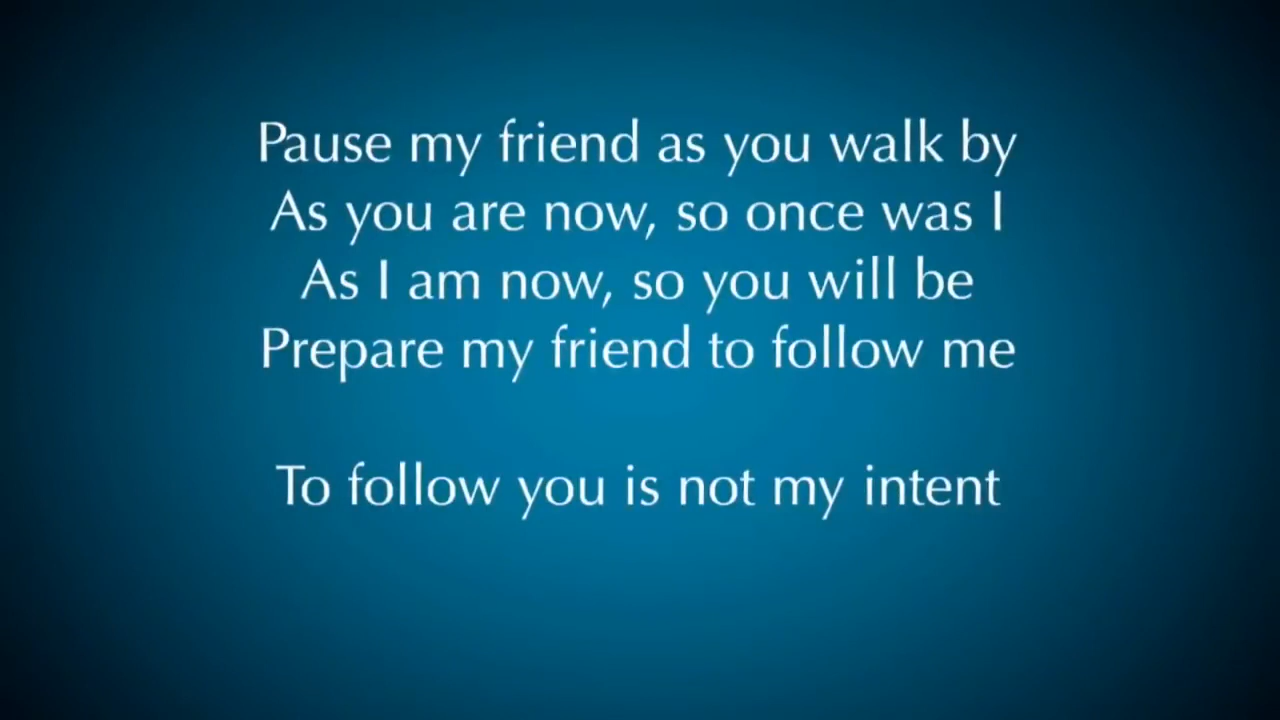 Pause my friend as you walk by
As you are now, so once was I
As I am now, so you will be
Prepare my friend to follow me
To follow you is not my intent